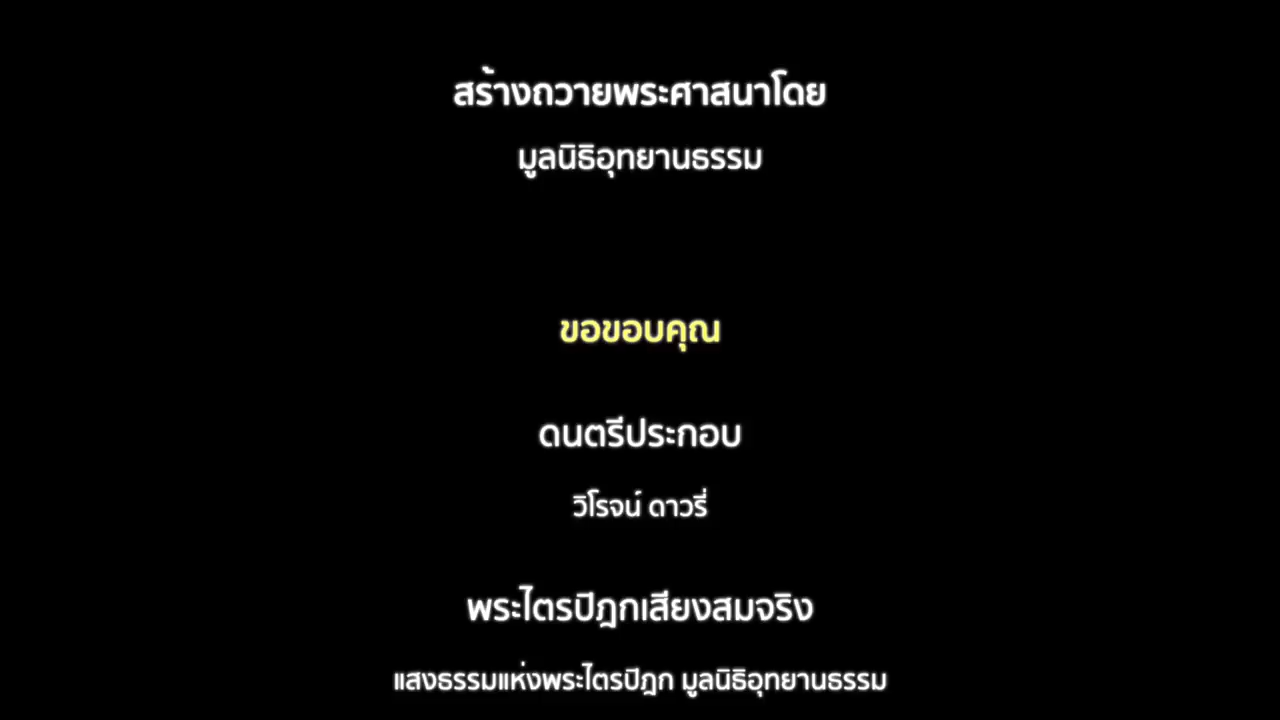 สร้างถวายพระศาสนาโดย
มูลนิธิอุทยานธรรม
ขอขอบคุณ
ดนตรีประกอบ
วิโรจน์ ดาวรี่
พระไตรปิฎกเสียงสมจริง
แสงธรรมแห่งพระไตรปิฎก มูลนิธิอุทยานธรรม